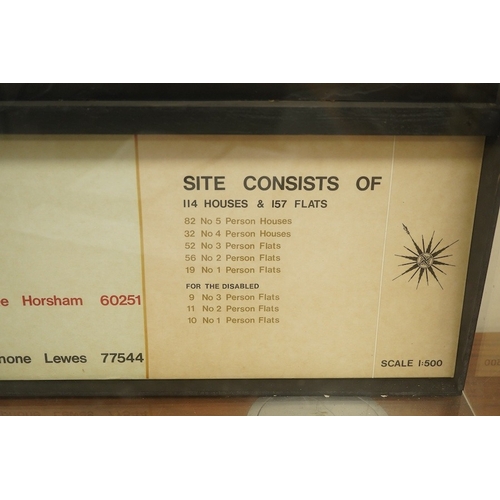 SITE CONSISTS OF
114 HOUSES & 157 FLATS
82 No 5 Person Houses
32 No 4 Person Houses
52 No 3 Person Flats
56 No 2 Person Flats
19 No 1 Person Flats
FOR THE DISABLED
9 No 3 Person Flats
11 No 2 Person Flats
10 No 1 Person Flats
Horsham 60251
Lewes 77544
SCALE 1:500